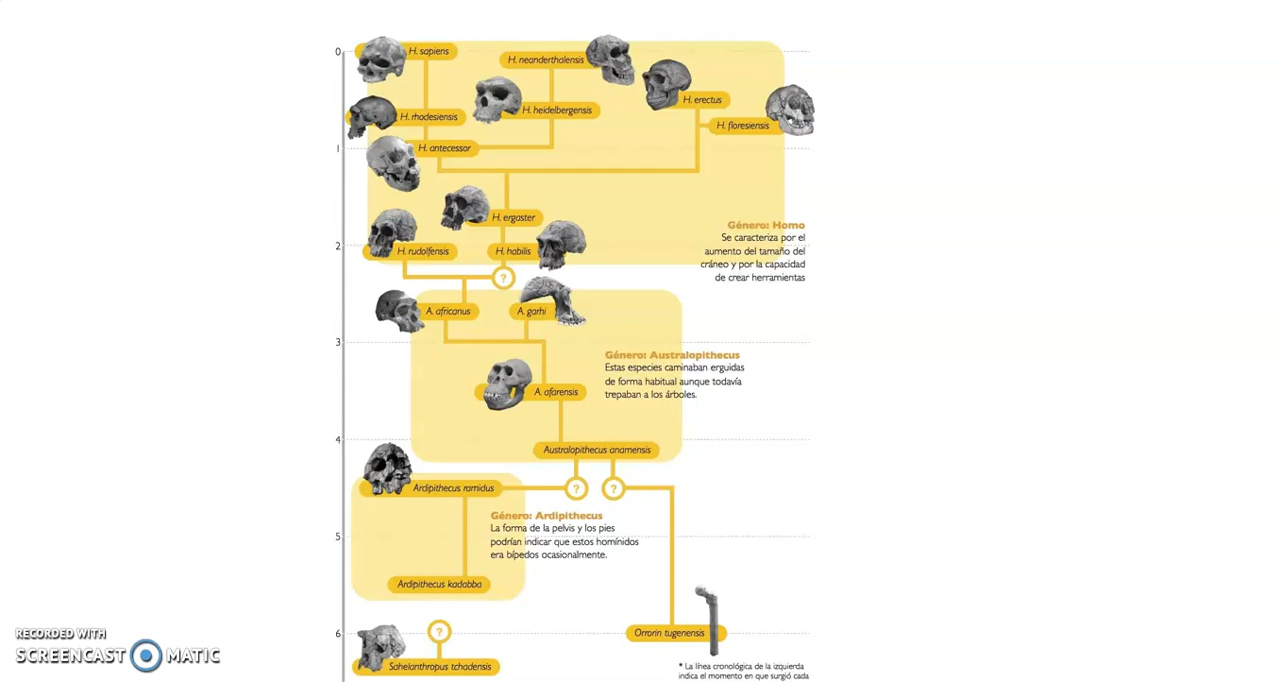 0
H. sapiens
H. neanderthalensis
H. erectus
H. heidelbergensis
H. rhodesiensis
H. floresiensis
1
H. antecessor
H. ergaster
2
H. rudolfensis
H. habilis
Género: Homo
Se caracteriza por el
aumento del tamaño del
cráneo y por la capacidad
de crear herramientas
?
A. africanus
A. garhi
3
Género: Australopithecus
Estas especies caminaban erguidas
de forma habitual aunque todavía
trepaban a los árboles.
A. afarensis
4
Australopithecus anamensis
Ardipithecus ramidus
?
?
Género: Ardipithecus
La forma de la pelvis y los pies
podrían indicar que estos homínidos
era bípedos ocasionalmente.
5
Ardipithecus kadabba
6
?
Orrorin tugenensis
Sahelanthropus tchadensis
* La línea cronológica de la izquierda
indica el momento en que surgió cada
RECORDED WITH
SCREENCAST MATIC